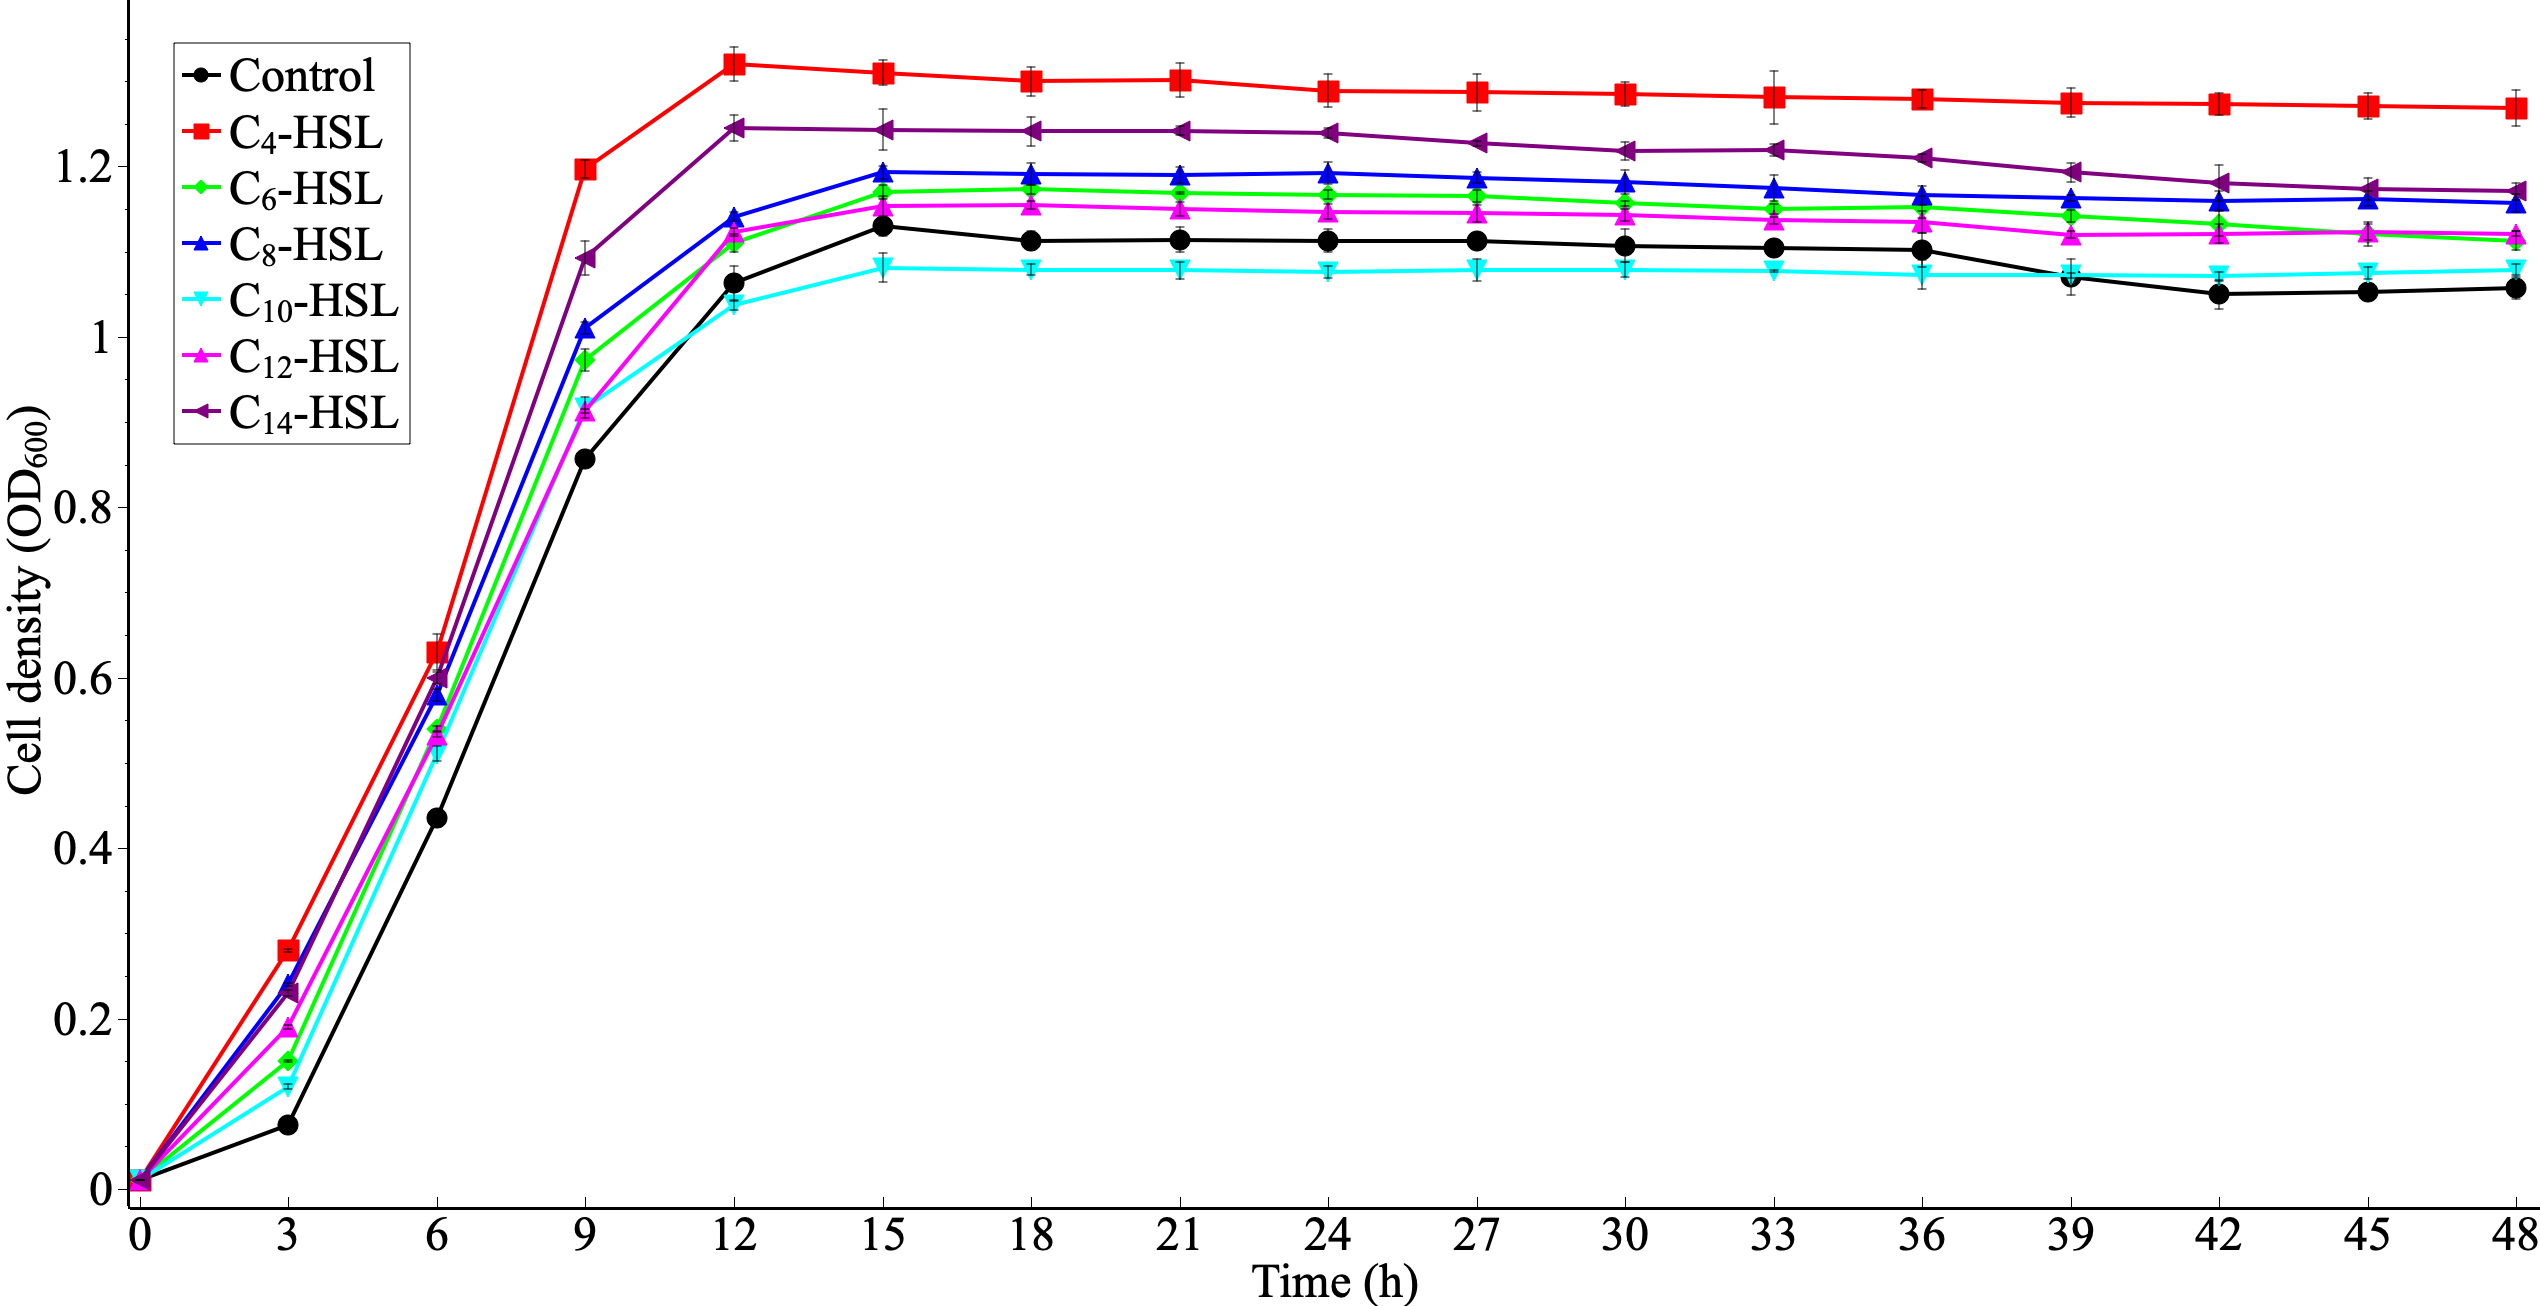 Control
C4-HSL
C6-HSL
C8-HSL
C10-HSL
C12-HSL
C14-HSL
Cell density (OD600)
1.2
1
0.8
0.6
0.4
0.2
0
0 3 6 9 12 15 18 21 24 27 30 33 36 39 42 45 48
Time (h)